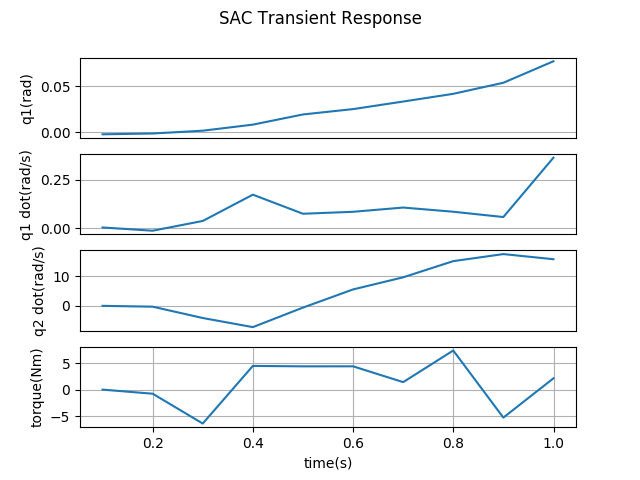 SAC Transient Response
q1(rad)
0.05
0.00
q1 dot(rad/s)
0.25
0.00
q2 dot(rad/s)
10
0
torque(Nm)
5
0
−5
0.2 0.4 0.6 0.8 1.0
time(s)